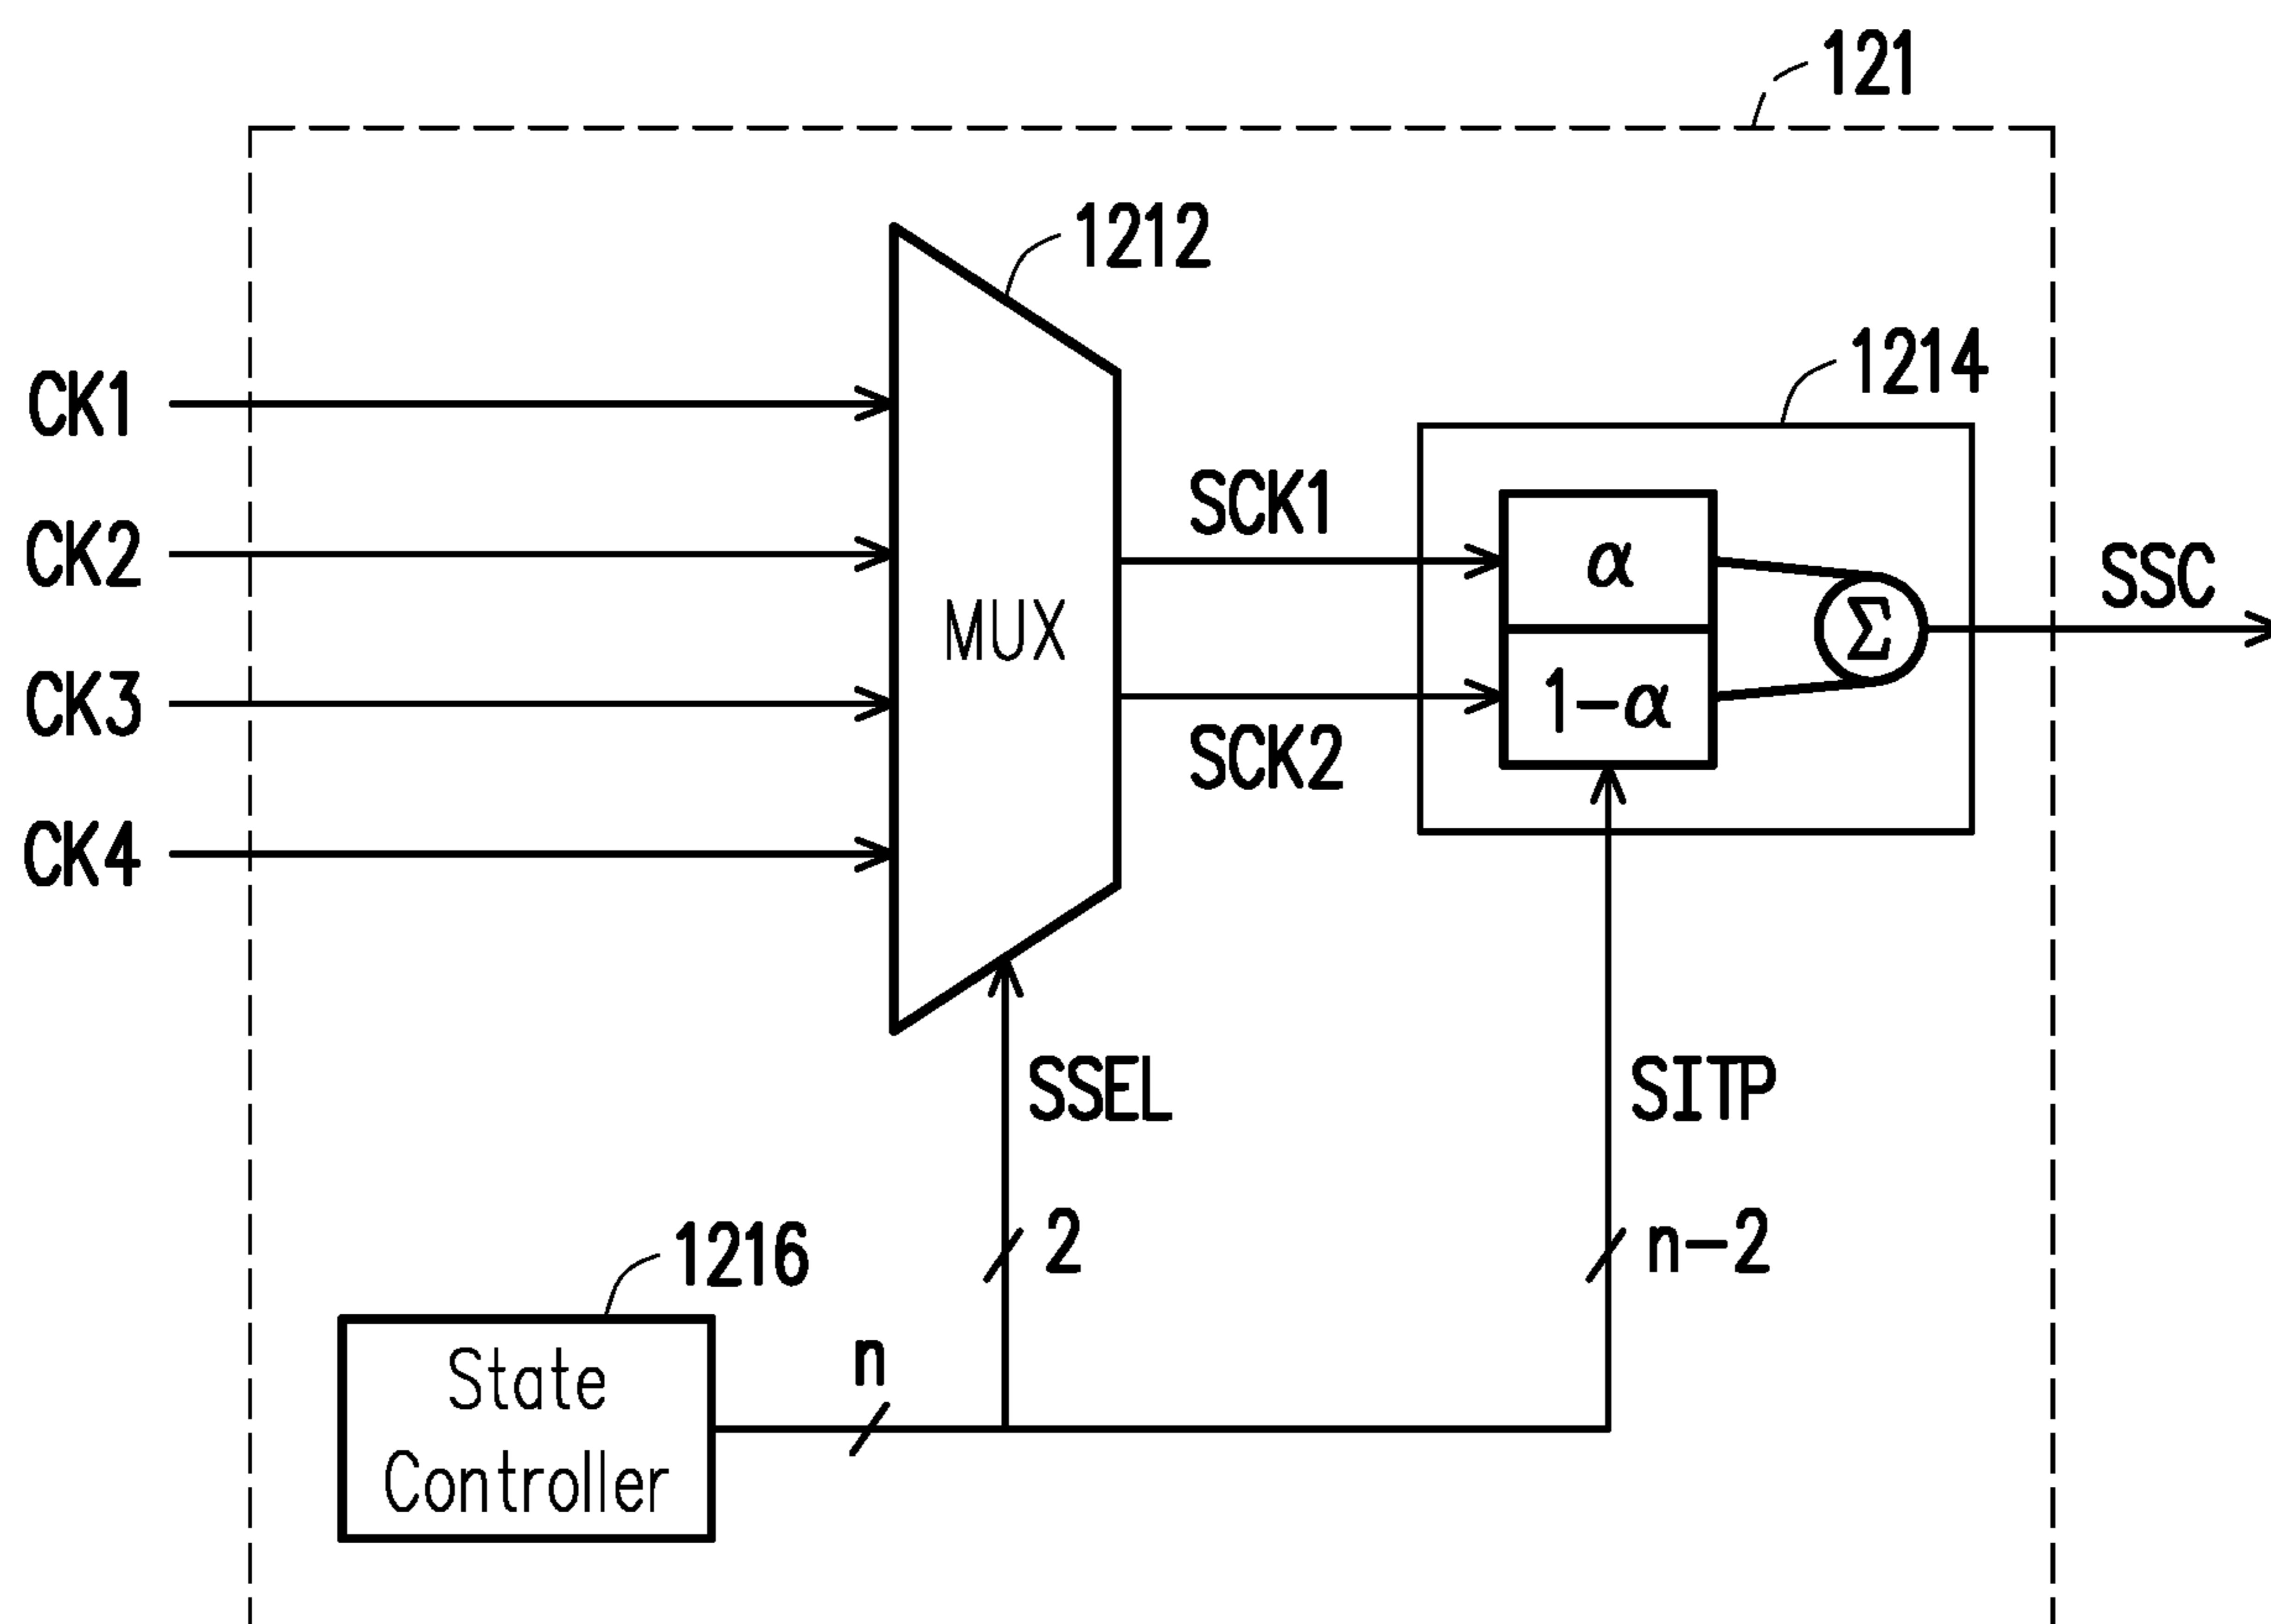 121
1212
1214
CK1
SCK1
α
SSC
CK2
MUX
Σ
CK3
1-α
SCK2
CK4
SSEL
SITP
2
n-2
1216
n
State
Controller